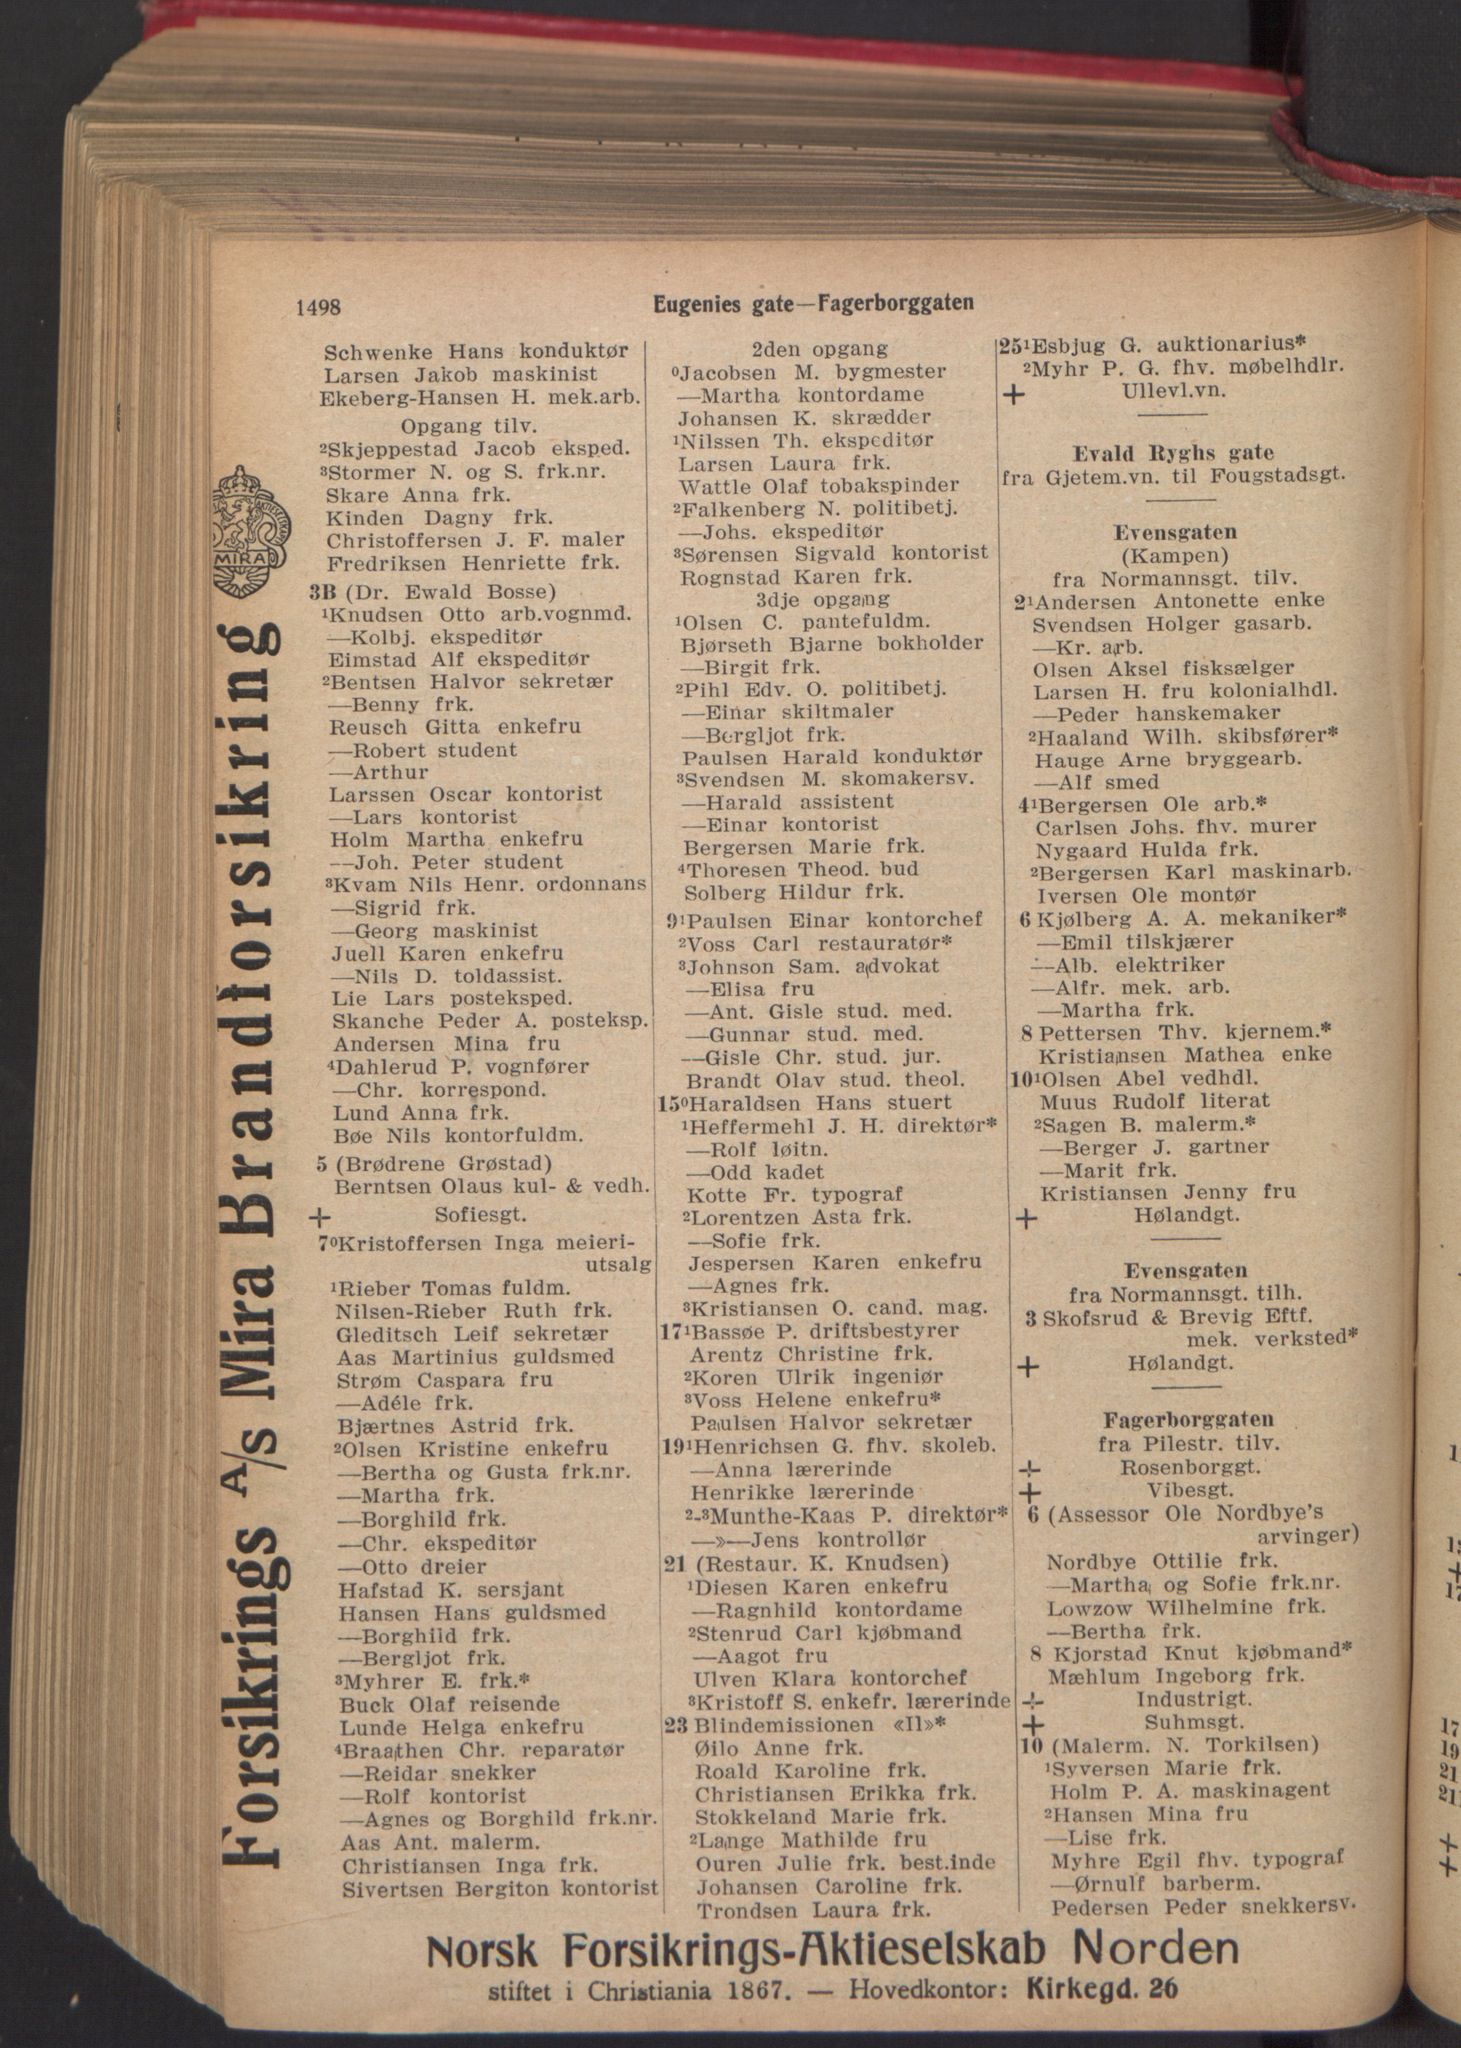 1498
Eugenies gate—Fagerborggaten
Schwenke Hans konduktør
Larsen Jakob maskinist
Ekeberg-Hansen H. mek.arb.
Opgang tilv.
²Skjeppestad Jacob eksped.
³Stormer N. og S. frk.nr.
Skare Anna frk.
Kinden Dagny frk.
Christoffersen J. F. maler
Fredriksen Henriette frk.
3B (Dr. Ewald Bosse)
¹Knudsen Otto arb.vognmd.
—Kolbj. ekspeditør
Eimstad Alf ekspeditør
²Bentsen Halvor sekretær
—Benny frk.
Reusch Gitta enkefru
—Robert student
—Arthur
Larssen Oscar kontorist
—Lars kontorist
Holm Martha enkefru
—Joh. Peter student
³Kvam Nils Henr. ordonnans
—Sigrid frk.
—Georg maskinist
Juell Karen enkefru
—Nils D. toldassist.
Lie Lars posteksped.
Skanche Peder A. posteksp.
Andersen Mina fru
⁴Dahlerud P. vognfører
—Chr. korrespond.
Lund Anna frk.
Bøe Nils kontorfuldm.
5 (Brødrene Grøstad)
Berntsen Olaus kul- & vedh.
+ Sofiesgt.
7⁰Kristoffersen Inga meieri-
utsalg
¹Rieber Tomas fuldm.
Nilsen-Rieber Ruth frk.
Gleditsch Leif sekretær
Aas Martinius guldsmed
Strøm Caspara fru
—Adéle frk.
Bjærtnes Astrid frk.
²Olsen Kristine enkefru
—Bertha og Gusta frk.nr.
—Martha frk.
—Borghild frk.
—Chr. ekspeditør
—Otto dreier
Hafstad K. sersjant
Hansen Hans guldsmed
—Borghild frk.
—Bergljot frk.
³Myhrer E. frk.*
Buck Olaf reisende
Lunde Helga enkefru
⁴Braathen Chr. reparatør
—Reidar snekker
—Rolf kontorist
—Agnes og Borghild frk.nr.
Aas Ant. malerm.
Christiansen Inga frk.
Sivertsen Bergiton kontorist
2den opgang
⁰Jacobsen M. bygmester
—Martha kontordame
Johansen K. skrædder
¹Nilssen Th. ekspeditør
Larsen Laura frk.
Wattle Olaf tobakspinder
²Falkenberg N. politibetj.
—Johs. ekspeditør
³Sørensen Sigvald kontorist
Rognstad Karen frk.
3dje opgang
¹Olsen C. pantefuldm.
Bjørseth Bjarne bokholder
—Birgit frk.
²Pihl Edv. O. politibetj.
—Einar skiltmaler
—Bergljot frk.
Paulsen Harald konduktør
³Svendsen M. skomakersv.
—Harald assistent
—Einar kontorist
Bergersen Marie frk.
⁴Thoresen Theod. bud
Solberg Hildur frk.
9¹Paulsen Einar kontorchef
²Voss Carl restauratør*
³Johnson Sam. advokat
—Elisa fru
—Ant. Gisle stud. med.
—Gunnar stud. med.
—Gisle Chr. stud. jur.
Brandt Olav stud. theol.
15⁰Haraldsen Hans stuert
¹Heffermehl J. H. direktør*
—Rolf løitn.
—Odd kadet
Kotte Fr. typograf
²Lorentzen Asta frk.
—Sofie frk.
Jespersen Karen enkefru
—Agnes frk.
³Kristiansen O. cand. mag.
17¹Bassøe P. driftsbestyrer
Arentz Christine frk.
²Koren Ulrik ingeniør
³Voss Helene enkefru*
Paulsen Halvor sekretær
19¹Henrichsen G. fhv. skoleb.
—Anna lærerinde
Henrikke lærerinde
²-³Munthe-Kaas P. direktør*
—»—Jens kontrollør
21 (Restaur. K. Knudsen)
¹Diesen Karen enkefru
—Ragnhild kontordame
²Stenrud Carl kjøbmand
—Aagot fru
Ulven Klara kontorchef
³Kristoff S. enkefr. lærerinde
23 Blindemissionen «Il»*
Øilo Anne frk.
Roald Karoline frk.
Christiansen Erikka frk.
Stokkeland Marie frk.
²Lange Mathilde fru
Ouren Julie frk. best.inde
Johansen Caroline frk.
Trondsen Laura frk.
25¹Esbjug G. auktionarius*
²Myhr P. G. fhv. møbelhdlr.
+ Ullevl.vn.
Evald Ryghs gate
fra Gjetem.vn. til Fougstadsgt.
Evensgaten
(Kampen)
fra Normannsgt. tilv.
2¹Andersen Antonette enke
Svendsen Holger gasarb.
—Kr. arb.
Olsen Aksel fisksælger
Larsen H. fru kolonialhdl.
—Peder hanskemaker
²Haaland Wilh. skibsfører*
Hauge Arne bryggearb.
—Alf smed
4¹Bergersen Ole arb.*
Carlsen Johs. fhv. murer
Nygaard Hulda frk.
²Bergersen Karl maskinarb.
Iversen Ole montør
6 Kjølberg A. A. mekaniker*
—Emil tilskjærer
—Alb. elektriker
—Alfr. mek. arb.
—Martha frk.
8 Pettersen Thv. kjernem.*
Kristiansen Mathea enke
10¹Olsen Abel vedhdl.
Muus Rudolf literat
²Sagen B. malerm.*
—Berger J. gartner
—Marit frk.
Kristiansen Jenny fru
+ Hølandgt.
Evensgaten
fra Normannsgt. tilh.
3 Skofsrud & Brevig Eftf.
mek. verksted*
+ Hølandgt.
Fagerborggaten
fra Pilestr. tilv.
+ Rosenborggt.
+ Vibesgt.
6 (Assessor Ole Nordbye's
arvinger)
Nordbye Ottilie frk.
—Martha og Sofie frk.nr.
Lowzow Wilhelmine frk.
—Bertha frk.
8 Kjorstad Knut kjøbmand*
Mæhlum Ingeborg frk.
+ Industrigt.
+ Suhmsgt.
10 (Malerm. N. Torkilsen)
¹Syversen Marie frk.
Holm P. A. maskinagent
²Hansen Mina fru
—Lise frk.
Myhre Egil fhv. typograf
—Ørnulf barberm.
Pedersen Peder snekkersv.
MIRA
Forsikrings A/s Mira Brandforsikring
Norsk Forsikrings-Aktieselskab Norden
stiftet i Christiania 1867. — Hovedkontor: Kirkegd. 26